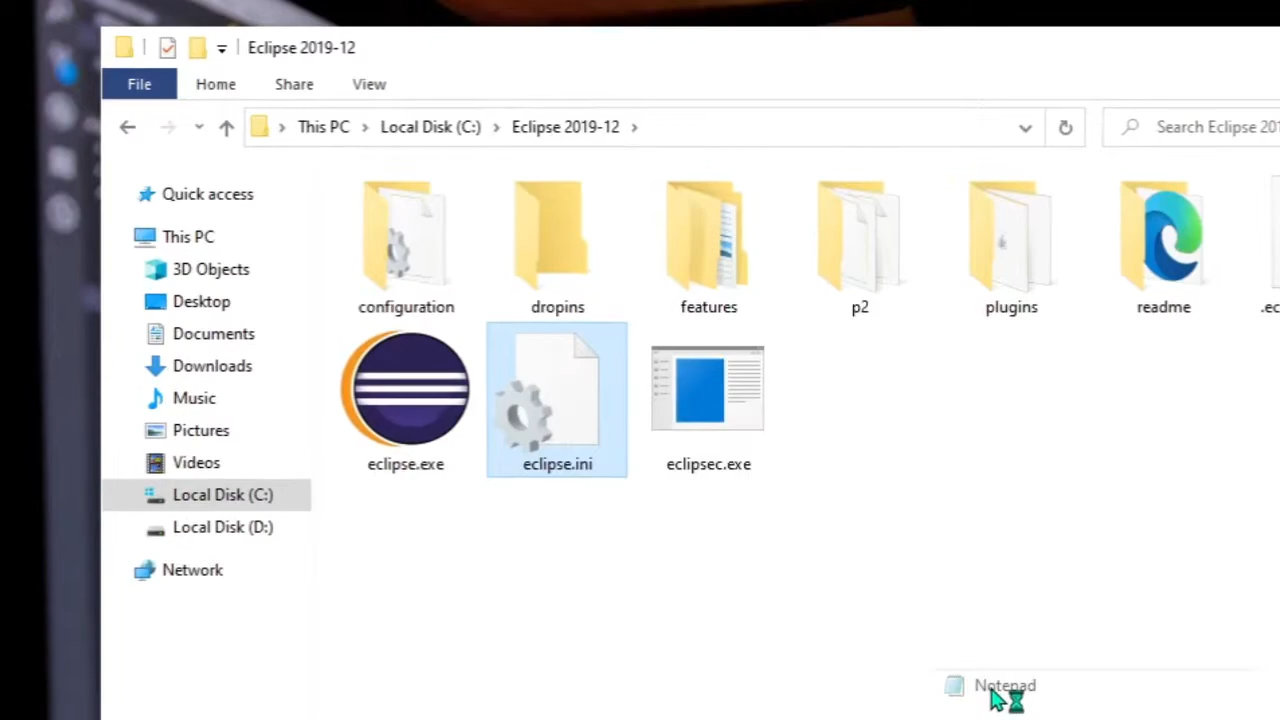 Eclipse 2019-12
File Home Share View
This PC Local Disk (C:) Eclipse 2019-12
Search Eclipse 201
Quick access
This PC
3D Objects
Desktop
Documents
Downloads
Music
Pictures
Videos
Local Disk (C:)
Local Disk (D:)
Network
configuration dropins features p2 plugins readme .ec
eclipse.exe eclipse.ini eclipsec.exe
Notepad